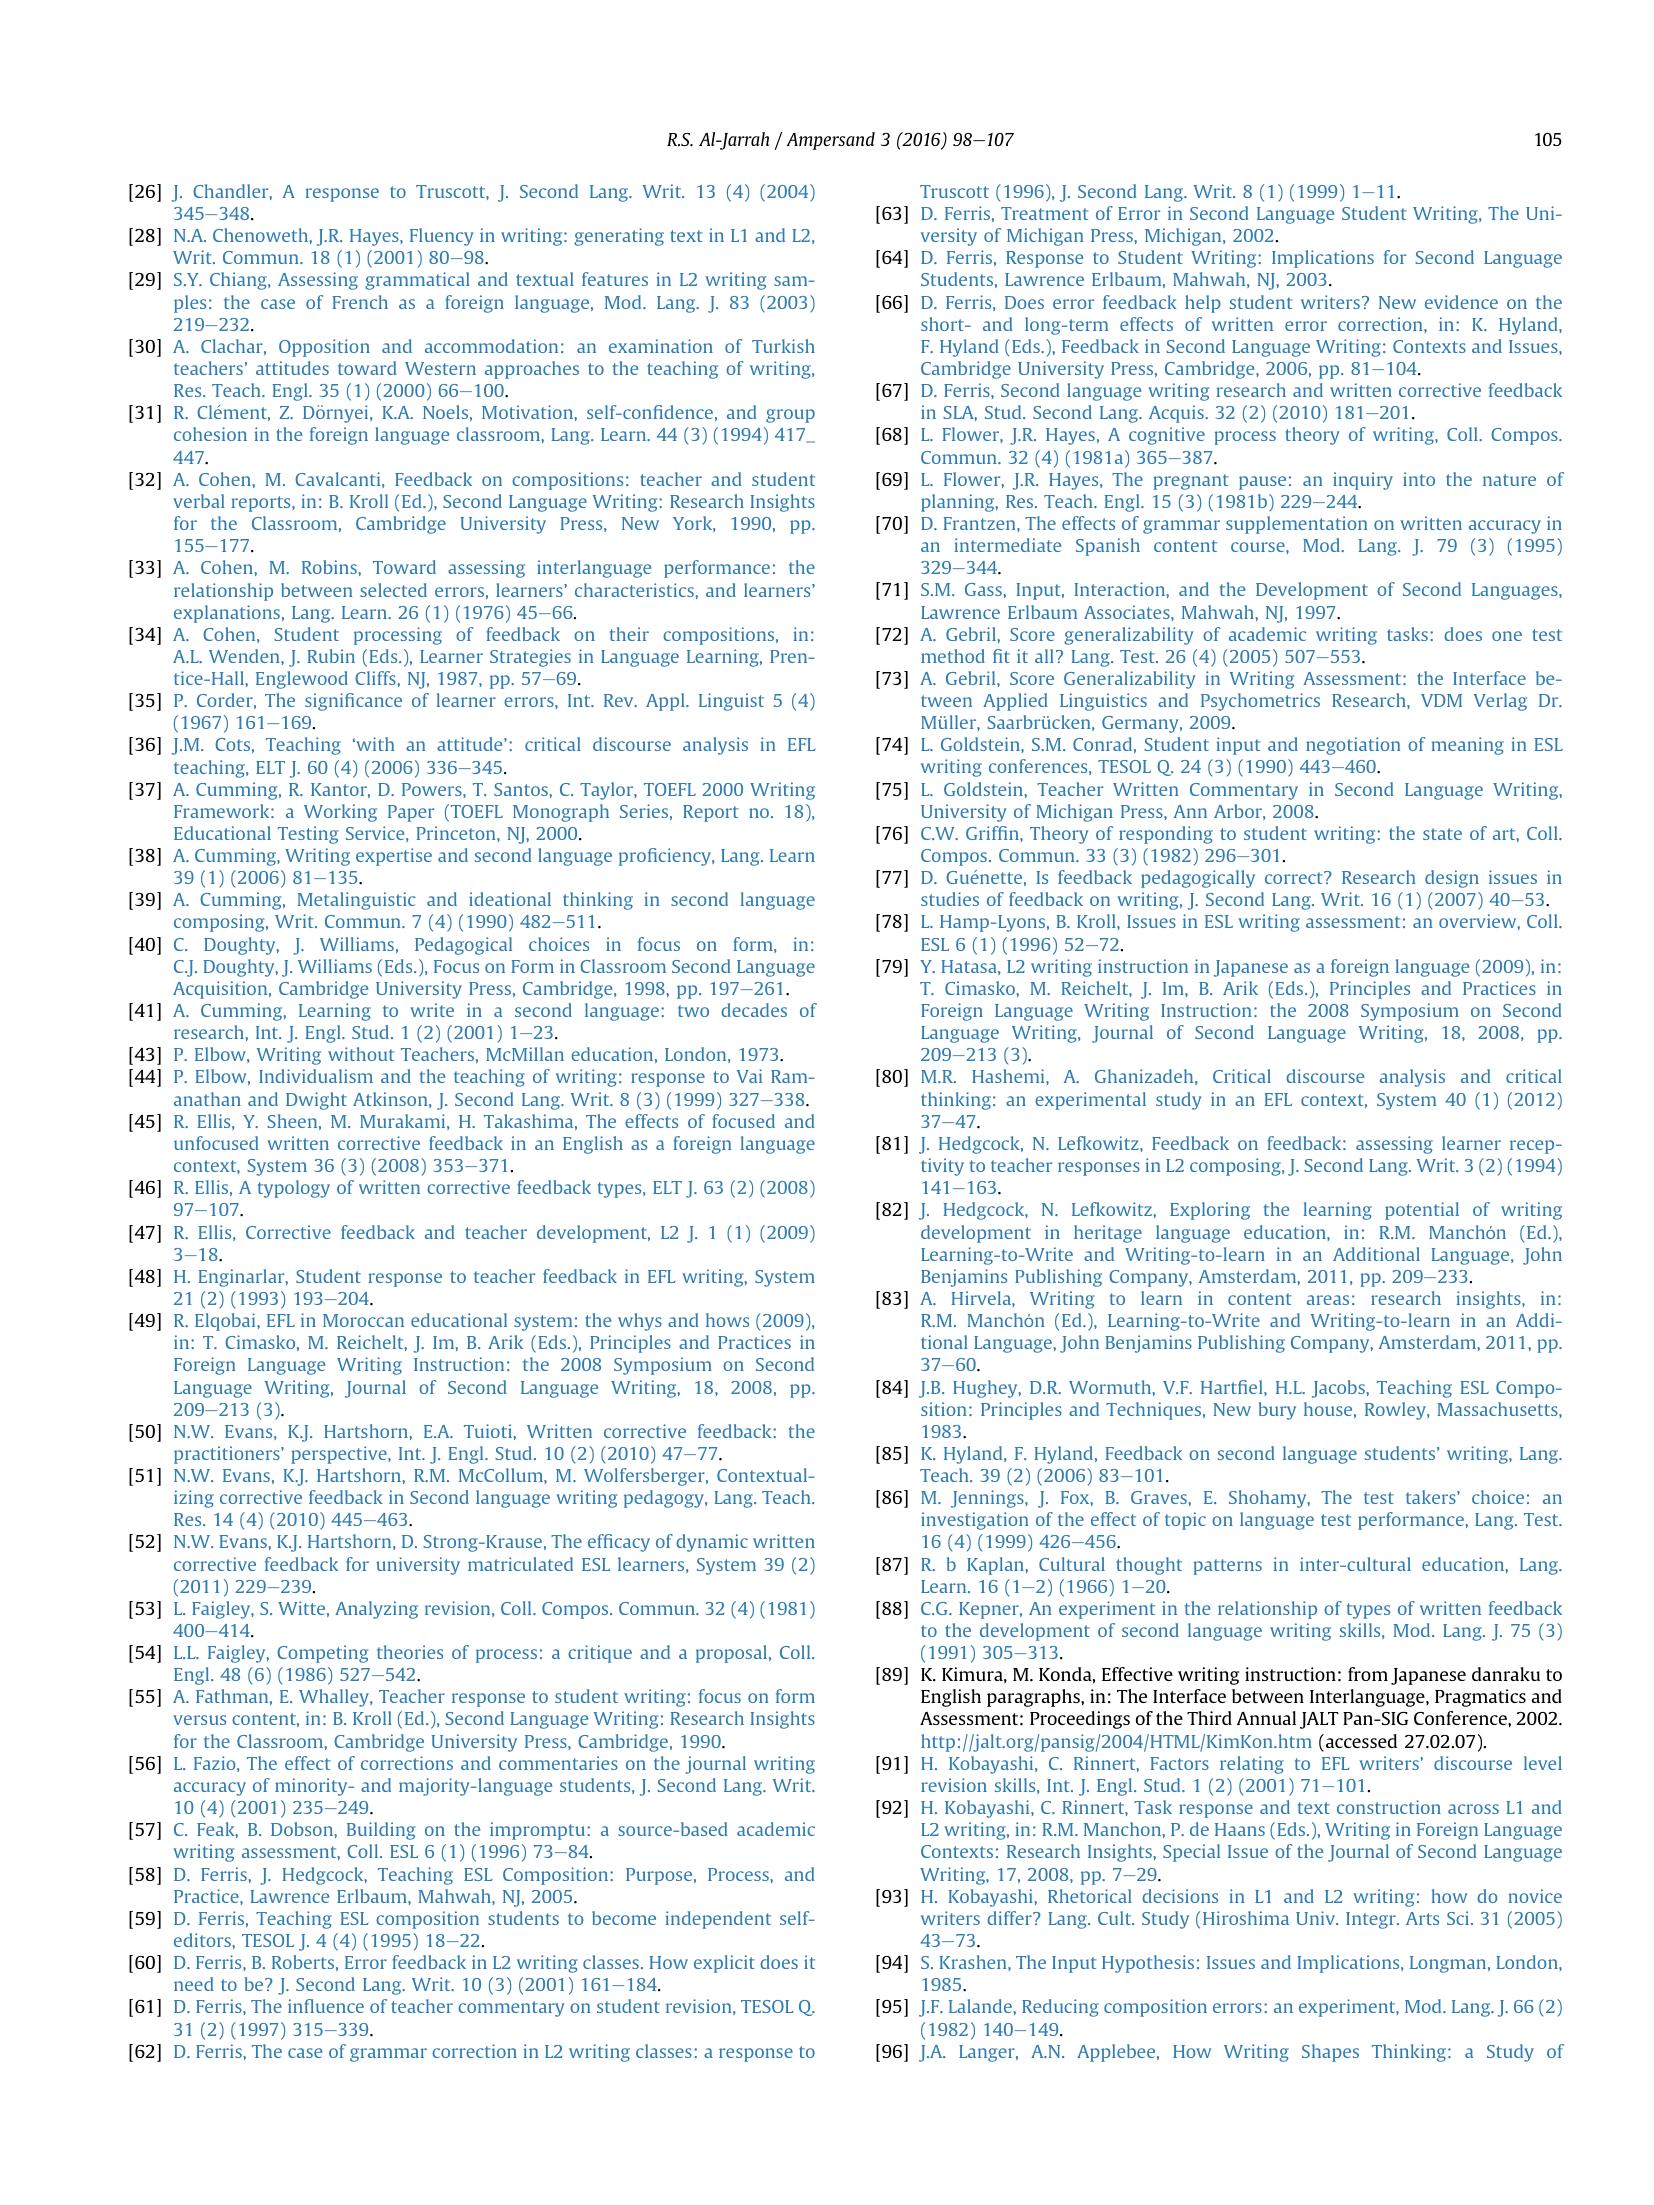 R.S. Al-Jarrah / Ampersand 3 (2016) 98–107
105
[26] J. Chandler, A response to Truscott, J. Second Lang. Writ. 13 (4) (2004)
345–348.
[28] N.A. Chenoweth, J.R. Hayes, Fluency in writing: generating text in L1 and L2,
Writ. Commun. 18 (1) (2001) 80–98.
[29] S.Y. Chiang, Assessing grammatical and textual features in L2 writing sam-
ples: the case of French as a foreign language, Mod. Lang. J. 83 (2003)
219–232.
[30] A. Clachar, Opposition and accommodation: an examination of Turkish
teachers' attitudes toward Western approaches to the teaching of writing,
Res. Teach. Engl. 35 (1) (2000) 66–100.
[31] R. Clément, Z. Dörnyei, K.A. Noels, Motivation, self-confidence, and group
cohesion in the foreign language classroom, Lang. Learn. 44 (3) (1994) 417_
447.
[32] A. Cohen, M. Cavalcanti, Feedback on compositions: teacher and student
verbal reports, in: B. Kroll (Ed.), Second Language Writing: Research Insights
for the Classroom, Cambridge University Press, New York, 1990, pp.
155–177.
[33] A. Cohen, M. Robins, Toward assessing interlanguage performance: the
relationship between selected errors, learners' characteristics, and learners'
explanations, Lang. Learn. 26 (1) (1976) 45–66.
[34] A. Cohen, Student processing of feedback on their compositions, in:
A.L. Wenden, J. Rubin (Eds.), Learner Strategies in Language Learning, Pren-
tice-Hall, Englewood Cliffs, NJ, 1987, pp. 57–69.
[35] P. Corder, The significance of learner errors, Int. Rev. Appl. Linguist 5 (4)
(1967) 161–169.
[36] J.M. Cots, Teaching 'with an attitude': critical discourse analysis in EFL
teaching, ELT J. 60 (4) (2006) 336–345.
[37] A. Cumming, R. Kantor, D. Powers, T. Santos, C. Taylor, TOEFL 2000 Writing
Framework: a Working Paper (TOEFL Monograph Series, Report no. 18),
Educational Testing Service, Princeton, NJ, 2000.
[38] A. Cumming, Writing expertise and second language proficiency, Lang. Learn
39 (1) (2006) 81–135.
[39] A. Cumming, Metalinguistic and ideational thinking in second language
composing, Writ. Commun. 7 (4) (1990) 482–511.
[40] C. Doughty, J. Williams, Pedagogical choices in focus on form, in:
C.J. Doughty, J. Williams (Eds.), Focus on Form in Classroom Second Language
Acquisition, Cambridge University Press, Cambridge, 1998, pp. 197–261.
[41] A. Cumming, Learning to write in a second language: two decades of
research, Int. J. Engl. Stud. 1 (2) (2001) 1–23.
[43] P. Elbow, Writing without Teachers, McMillan education, London, 1973.
[44] P. Elbow, Individualism and the teaching of writing: response to Vai Ram-
anathan and Dwight Atkinson, J. Second Lang. Writ. 8 (3) (1999) 327–338.
[45] R. Ellis, Y. Sheen, M. Murakami, H. Takashima, The effects of focused and
unfocused written corrective feedback in an English as a foreign language
context, System 36 (3) (2008) 353–371.
[46] R. Ellis, A typology of written corrective feedback types, ELT J. 63 (2) (2008)
97–107.
[47] R. Ellis, Corrective feedback and teacher development, L2 J. 1 (1) (2009)
3–18.
[48] H. Enginarlar, Student response to teacher feedback in EFL writing, System
21 (2) (1993) 193–204.
[49] R. Elqobai, EFL in Moroccan educational system: the whys and hows (2009),
in: T. Cimasko, M. Reichelt, J. Im, B. Arik (Eds.), Principles and Practices in
Foreign Language Writing Instruction: the 2008 Symposium on Second
Language Writing, Journal of Second Language Writing, 18, 2008, pp.
209–213 (3).
[50] N.W. Evans, K.J. Hartshorn, E.A. Tuioti, Written corrective feedback: the
practitioners' perspective, Int. J. Engl. Stud. 10 (2) (2010) 47–77.
[51] N.W. Evans, K.J. Hartshorn, R.M. McCollum, M. Wolfersberger, Contextual-
izing corrective feedback in Second language writing pedagogy, Lang. Teach.
Res. 14 (4) (2010) 445–463.
[52] N.W. Evans, K.J. Hartshorn, D. Strong-Krause, The efficacy of dynamic written
corrective feedback for university matriculated ESL learners, System 39 (2)
(2011) 229–239.
[53] L. Faigley, S. Witte, Analyzing revision, Coll. Compos. Commun. 32 (4) (1981)
400–414.
[54] L.L. Faigley, Competing theories of process: a critique and a proposal, Coll.
Engl. 48 (6) (1986) 527–542.
[55] A. Fathman, E. Whalley, Teacher response to student writing: focus on form
versus content, in: B. Kroll (Ed.), Second Language Writing: Research Insights
for the Classroom, Cambridge University Press, Cambridge, 1990.
[56] L. Fazio, The effect of corrections and commentaries on the journal writing
accuracy of minority- and majority-language students, J. Second Lang. Writ.
10 (4) (2001) 235–249.
[57] C. Feak, B. Dobson, Building on the impromptu: a source-based academic
writing assessment, Coll. ESL 6 (1) (1996) 73–84.
[58] D. Ferris, J. Hedgcock, Teaching ESL Composition: Purpose, Process, and
Practice, Lawrence Erlbaum, Mahwah, NJ, 2005.
[59] D. Ferris, Teaching ESL composition students to become independent self-
editors, TESOL J. 4 (4) (1995) 18–22.
[60] D. Ferris, B. Roberts, Error feedback in L2 writing classes. How explicit does it
need to be? J. Second Lang. Writ. 10 (3) (2001) 161–184.
[61] D. Ferris, The influence of teacher commentary on student revision, TESOL Q.
31 (2) (1997) 315–339.
[62] D. Ferris, The case of grammar correction in L2 writing classes: a response to
Truscott (1996), J. Second Lang. Writ. 8 (1) (1999) 1–11.
[63] D. Ferris, Treatment of Error in Second Language Student Writing, The Uni-
versity of Michigan Press, Michigan, 2002.
[64] D. Ferris, Response to Student Writing: Implications for Second Language
Students, Lawrence Erlbaum, Mahwah, NJ, 2003.
[66] D. Ferris, Does error feedback help student writers? New evidence on the
short- and long-term effects of written error correction, in: K. Hyland,
F. Hyland (Eds.), Feedback in Second Language Writing: Contexts and Issues,
Cambridge University Press, Cambridge, 2006, pp. 81–104.
[67] D. Ferris, Second language writing research and written corrective feedback
in SLA, Stud. Second Lang. Acquis. 32 (2) (2010) 181–201.
[68] L. Flower, J.R. Hayes, A cognitive process theory of writing, Coll. Compos.
Commun. 32 (4) (1981a) 365–387.
[69] L. Flower, J.R. Hayes, The pregnant pause: an inquiry into the nature of
planning, Res. Teach. Engl. 15 (3) (1981b) 229–244.
[70] D. Frantzen, The effects of grammar supplementation on written accuracy in
an intermediate Spanish content course, Mod. Lang. J. 79 (3) (1995)
329–344.
[71] S.M. Gass, Input, Interaction, and the Development of Second Languages,
Lawrence Erlbaum Associates, Mahwah, NJ, 1997.
[72] A. Gebril, Score generalizability of academic writing tasks: does one test
method fit it all? Lang. Test. 26 (4) (2005) 507–553.
[73] A. Gebril, Score Generalizability in Writing Assessment: the Interface be-
tween Applied Linguistics and Psychometrics Research, VDM Verlag Dr.
Müller, Saarbrücken, Germany, 2009.
[74] L. Goldstein, S.M. Conrad, Student input and negotiation of meaning in ESL
writing conferences, TESOL Q. 24 (3) (1990) 443–460.
[75] L. Goldstein, Teacher Written Commentary in Second Language Writing,
University of Michigan Press, Ann Arbor, 2008.
[76] C.W. Griffin, Theory of responding to student writing: the state of art, Coll.
Compos. Commun. 33 (3) (1982) 296–301.
[77] D. Guénette, Is feedback pedagogically correct? Research design issues in
studies of feedback on writing, J. Second Lang. Writ. 16 (1) (2007) 40–53.
[78] L. Hamp-Lyons, B. Kroll, Issues in ESL writing assessment: an overview, Coll.
ESL 6 (1) (1996) 52–72.
[79] Y. Hatasa, L2 writing instruction in Japanese as a foreign language (2009), in:
T. Cimasko, M. Reichelt, J. Im, B. Arik (Eds.), Principles and Practices in
Foreign Language Writing Instruction: the 2008 Symposium on Second
Language Writing, Journal of Second Language Writing, 18, 2008, pp.
209–213 (3).
[80] M.R. Hashemi, A. Ghanizadeh, Critical discourse analysis and critical
thinking: an experimental study in an EFL context, System 40 (1) (2012)
37–47.
[81] J. Hedgcock, N. Lefkowitz, Feedback on feedback: assessing learner recep-
tivity to teacher responses in L2 composing, J. Second Lang. Writ. 3 (2) (1994)
141–163.
[82] J. Hedgcock, N. Lefkowitz, Exploring the learning potential of writing
development in heritage language education, in: R.M. Manchón (Ed.),
Learning-to-Write and Writing-to-learn in an Additional Language, John
Benjamins Publishing Company, Amsterdam, 2011, pp. 209–233.
[83] A. Hirvela, Writing to learn in content areas: research insights, in:
R.M. Manchón (Ed.), Learning-to-Write and Writing-to-learn in an Addi-
tional Language, John Benjamins Publishing Company, Amsterdam, 2011, pp.
37–60.
[84] J.B. Hughey, D.R. Wormuth, V.F. Hartfiel, H.L. Jacobs, Teaching ESL Compo-
sition: Principles and Techniques, New bury house, Rowley, Massachusetts,
1983.
[85] K. Hyland, F. Hyland, Feedback on second language students' writing, Lang.
Teach. 39 (2) (2006) 83–101.
[86] M. Jennings, J. Fox, B. Graves, E. Shohamy, The test takers' choice: an
investigation of the effect of topic on language test performance, Lang. Test.
16 (4) (1999) 426–456.
[87] R. b Kaplan, Cultural thought patterns in inter-cultural education, Lang.
Learn. 16 (1–2) (1966) 1–20.
[88] C.G. Kepner, An experiment in the relationship of types of written feedback
to the development of second language writing skills, Mod. Lang. J. 75 (3)
(1991) 305–313.
[89] K. Kimura, M. Konda, Effective writing instruction: from Japanese danraku to
English paragraphs, in: The Interface between Interlanguage, Pragmatics and
Assessment: Proceedings of the Third Annual JALT Pan-SIG Conference, 2002.
http://jalt.org/pansig/2004/HTML/KimKon.htm (accessed 27.02.07).
[91] H. Kobayashi, C. Rinnert, Factors relating to EFL writers' discourse level
revision skills, Int. J. Engl. Stud. 1 (2) (2001) 71–101.
[92] H. Kobayashi, C. Rinnert, Task response and text construction across L1 and
L2 writing, in: R.M. Manchon, P. de Haans (Eds.), Writing in Foreign Language
Contexts: Research Insights, Special Issue of the Journal of Second Language
Writing, 17, 2008, pp. 7–29.
[93] H. Kobayashi, Rhetorical decisions in L1 and L2 writing: how do novice
writers differ? Lang. Cult. Study (Hiroshima Univ. Integr. Arts Sci. 31 (2005)
43–73.
[94] S. Krashen, The Input Hypothesis: Issues and Implications, Longman, London,
1985.
[95] J.F. Lalande, Reducing composition errors: an experiment, Mod. Lang. J. 66 (2)
(1982) 140–149.
[96] J.A. Langer, A.N. Applebee, How Writing Shapes Thinking: a Study of